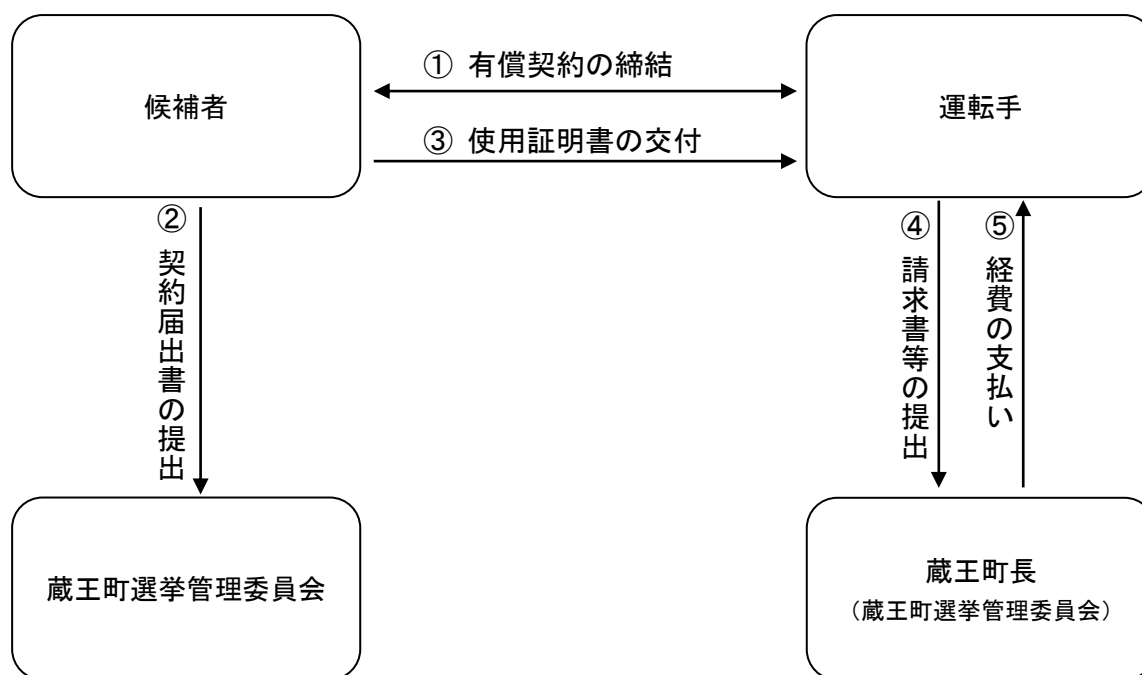 ① 有償契約の締結
候補者
運転手
③ 使用証明書の交付
② 契約届出書の提出
④ 請求書等の提出
⑤ 経費の支払い
蔵王町選挙管理委員会
蔵王町長
（蔵王町選挙管理委員会）